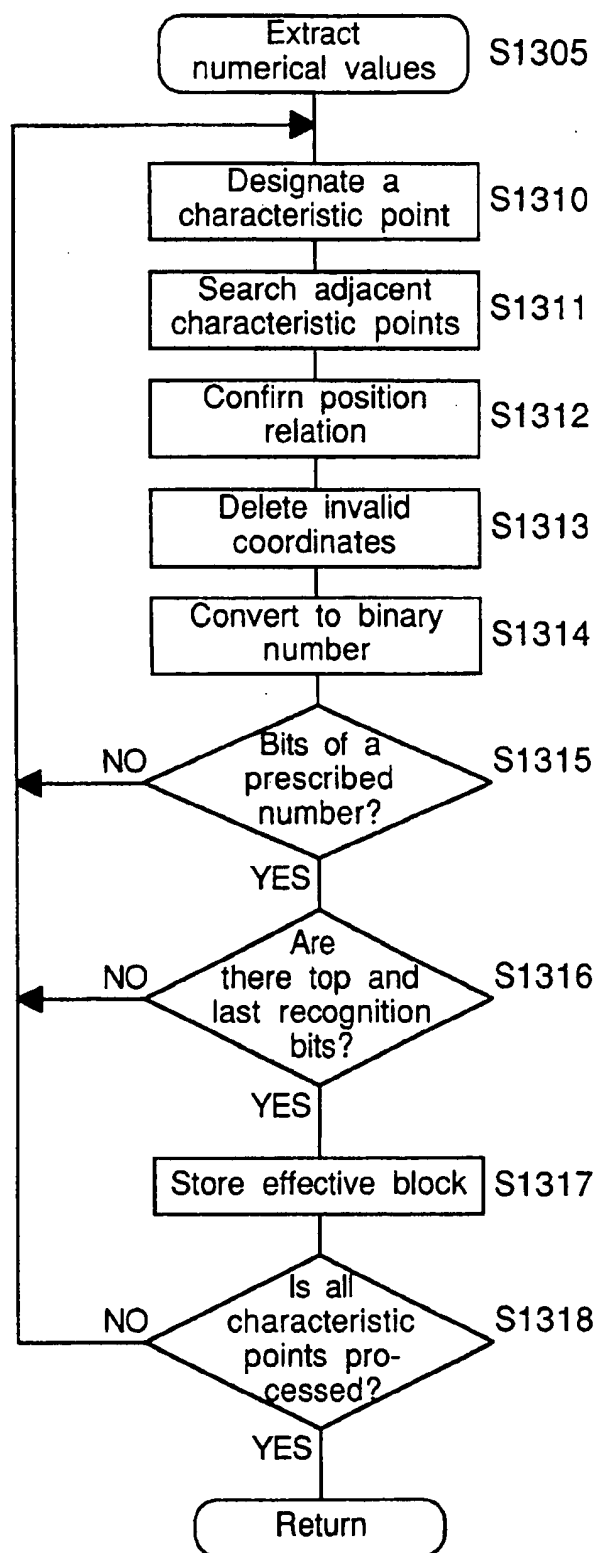 Extract
numerical values
S1305
Designate a
characteristic point
S1310
Search adjacent
characteristic points
S1311
Confirn position
relation
S1312
Delete invalid
coordinates
S1313
Convert to binary
number
S1314
Bits of a
prescribed
number?
S1315
NO
YES
Are
there top and
last recognition
bits?
S1316
NO
YES
Store effective block
S1317
Is all
characteristic
points pro-
cessed?
S1318
NO
YES
Return